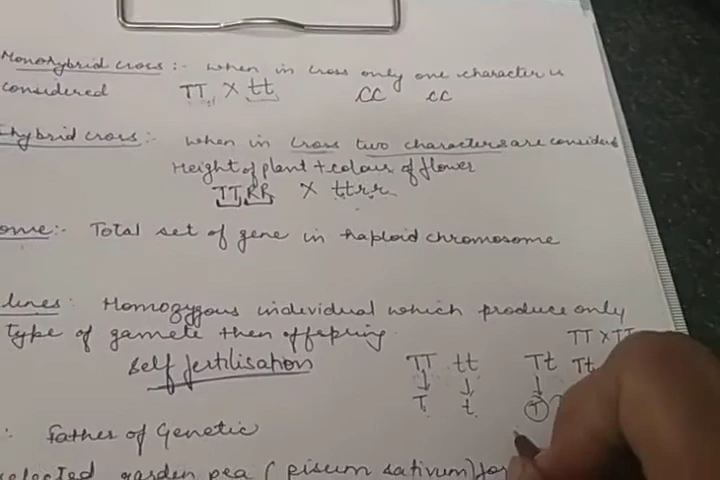 Monohybrid cross :- when in cross only one character is
considered TT X tt CC cc
hybrid cross :- when in cross two characters are consider
Height of plant + colour of flower
TTRR X ttrr
ome :- Total set of gene in haploid chromosome
lines : Homozygous individual which produce only
type of gamete then offspring. TT X TT
self fertilisation TT tt Tt Tt
T t T
: Father of Genetic
selected garden pea (pisum sativum) for